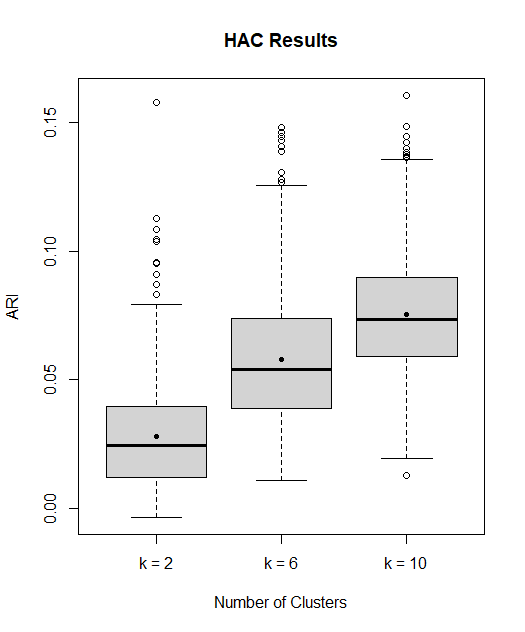 HAC Results
0.15
0.10
0.05
0.00
ARI
k = 2 k = 6 k = 10
Number of Clusters